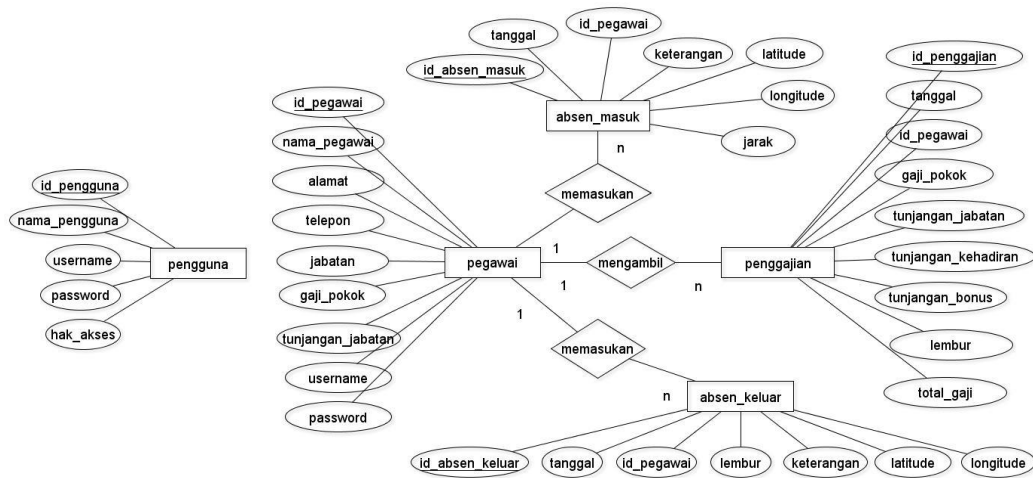 id_pegawai
tanggal
keterangan
id_absen_masuk
latitude
longitude
absen_masuk
jarak
n
id_penggajian
tanggal
id_pegawai
gaji_pokok
tunjangan_jabatan
tunjangan_kehadiran
tunjangan_bonus
lembur
total_gaji
id_pegawai
nama_pegawai
alamat
telepon
jabatan
gaji_pokok
tunjangan_jabatan
username
password
id_pengguna
nama_pengguna
username
password
hak_akses
pengguna
memasukan
1
pegawai
mengambil
penggajian
1
n
1
memasukan
n
absen_keluar
id_absen_keluar
tanggal
id_pegawai
lembur
keterangan
latitude
longitude